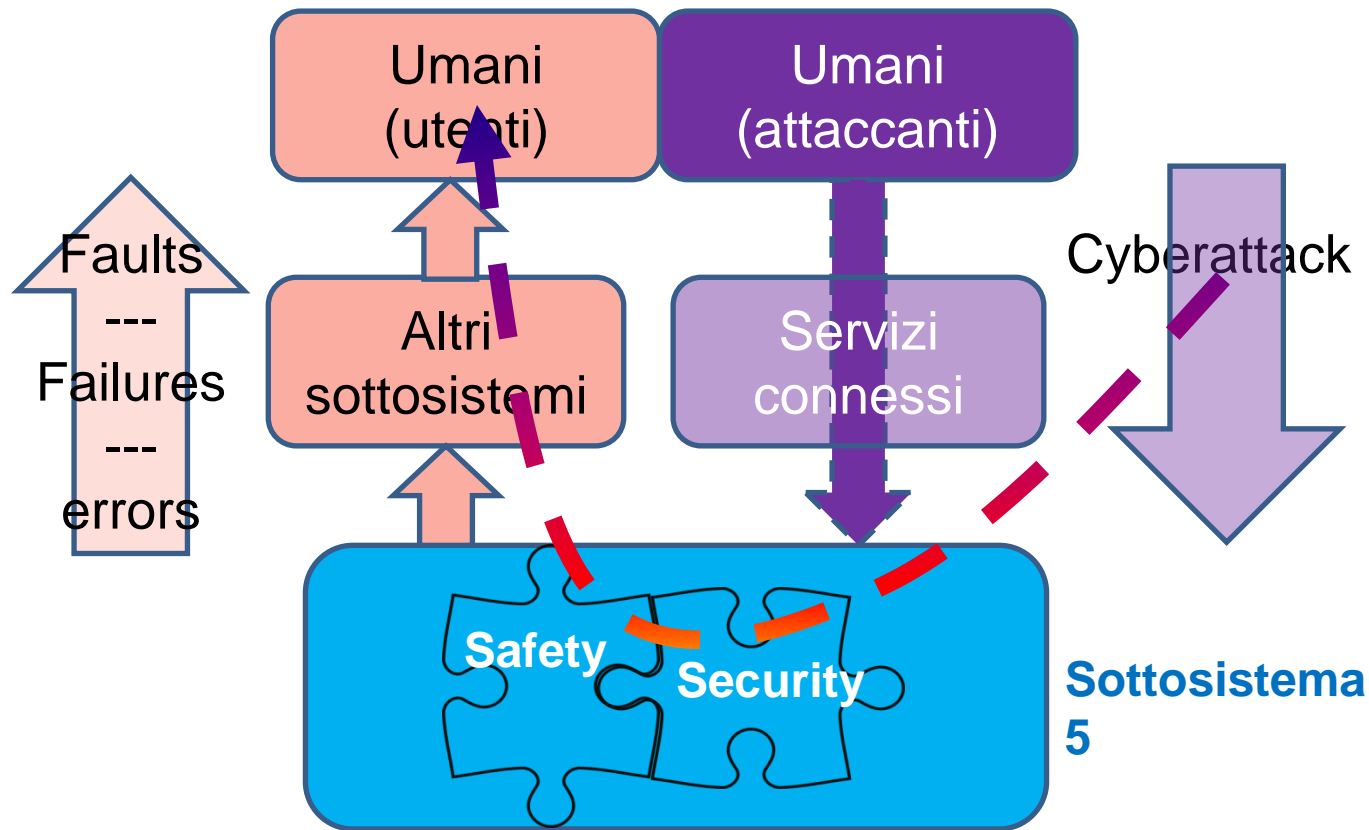 Umani
(utenti)
Umani
(attaccanti)
Faults
---
Failures
---
errors
Altri
sottosistemi
Servizi
connessi
Cyberattack
Safety
Security
Sottosistema
5